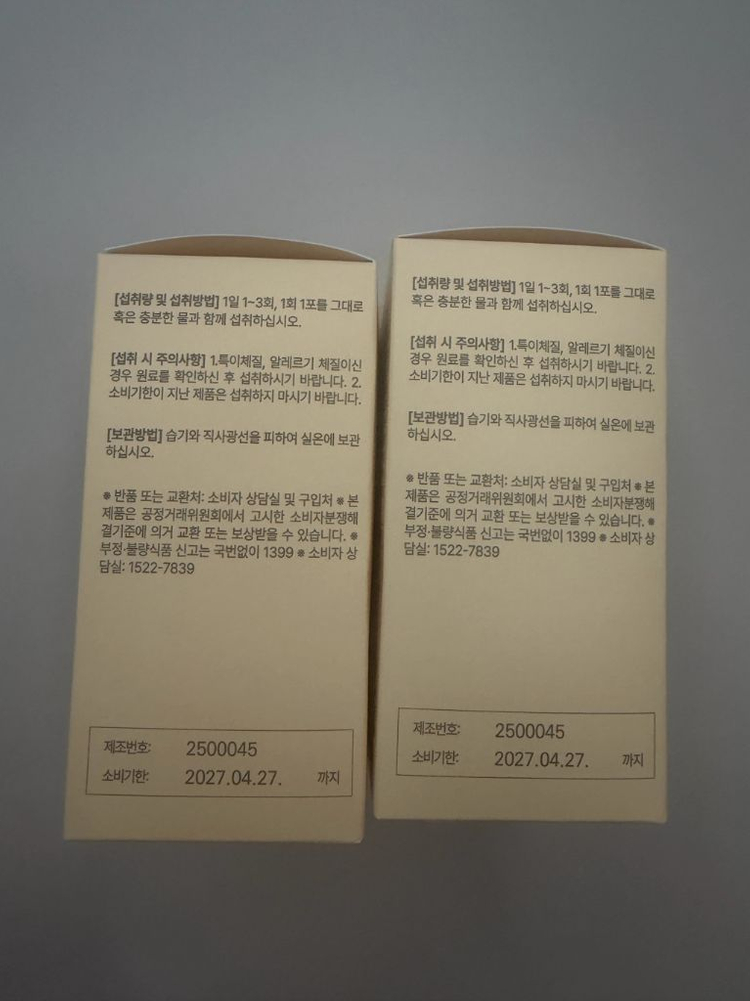 [섭취량 및 섭취방법] 1일 1~3회, 1회 1포를 그대로
혹은 충분한 물과 함께 섭취하십시오.
[섭취 시 주의사항] 1.특이체질, 알레르기 체질이신
경우 원료를 확인하신 후 섭취하시기 바랍니다. 2.
소비기한이 지난 제품은 섭취하지 마시기 바랍니다.
[보관방법] 습기와 직사광선을 피하여 실온에 보관
하십시오.
※ 반품 또는 교환처: 소비자 상담실 및 구입처 ※ 본
제품은 공정거래위원회에서 고시한 소비자분쟁해
결기준에 의거 교환 또는 보상받을 수 있습니다. ※
부정·불량식품 신고는 국번없이 1399 ※ 소비자 상
담실: 1522-7839
제조번호: 2500045
소비기한: 2027.04.27. 까지
[섭취량 및 섭취방법] 1일 1~3회, 1회 1포를 그대로
혹은 충분한 물과 함께 섭취하십시오.
[섭취 시 주의사항] 1.특이체질, 알레르기 체질이신
경우 원료를 확인하신 후 섭취하시기 바랍니다. 2.
소비기한이 지난 제품은 섭취하지 마시기 바랍니다.
[보관방법] 습기와 직사광선을 피하여 실온에 보관
하십시오.
※ 반품 또는 교환처: 소비자 상담실 및 구입처 ※ 본
제품은 공정거래위원회에서 고시한 소비자분쟁해
결기준에 의거 교환 또는 보상받을 수 있습니다. ※
부정·불량식품 신고는 국번없이 1399 ※ 소비자 상
담실: 1522-7839
제조번호: 2500045
소비기한: 2027.04.27. 까지